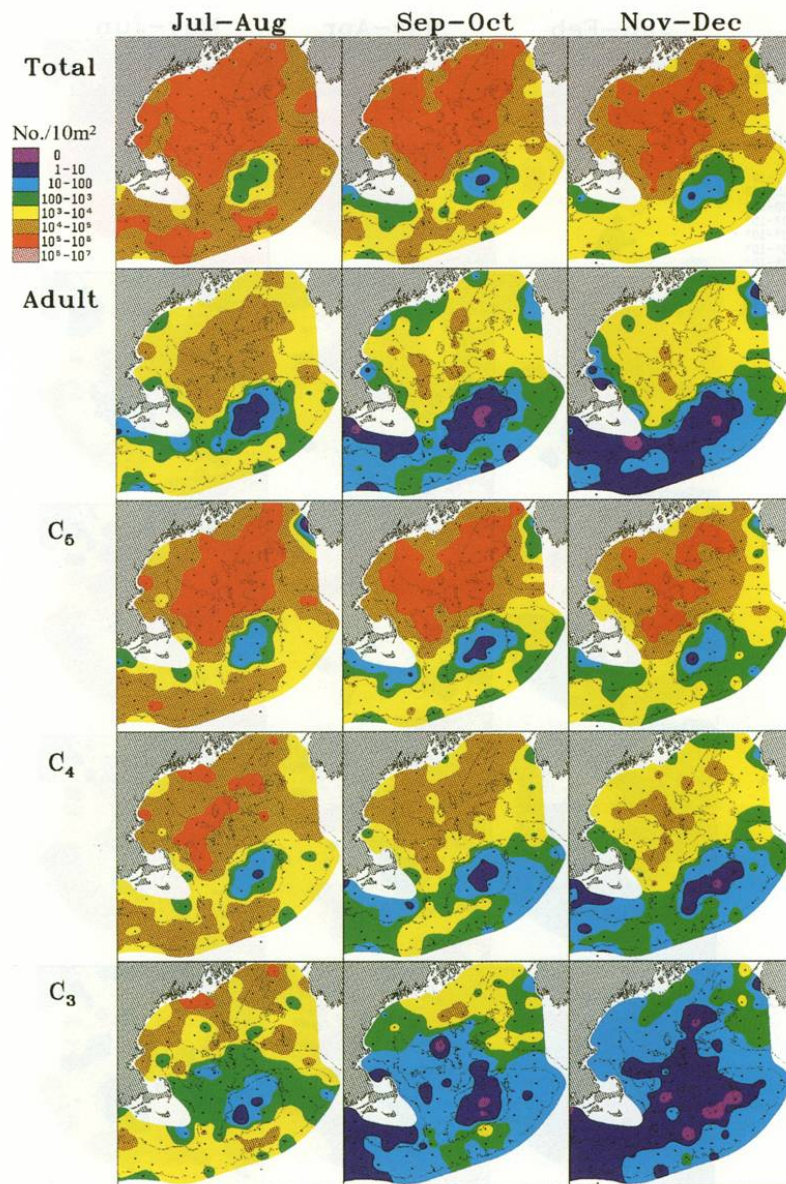 Jul-Aug Sep-Oct Nov-Dec
Total
No./10m²
0
1-10
10-100
100-10³
10³-10⁴
10⁴-10⁵
10⁵-10⁶
10⁶-10⁷
Adult
C₅
C₄
C₃